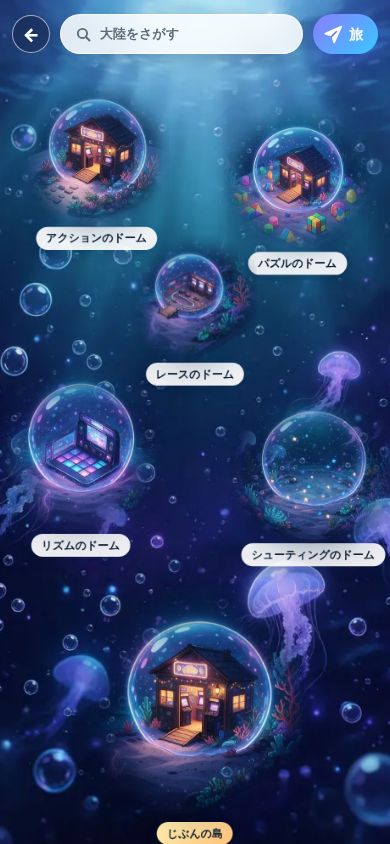 大陸をさがす
旅
アクションのドーム
パズルのドーム
レースのドーム
リズムのドーム
シューティングのドーム
じぶんの島